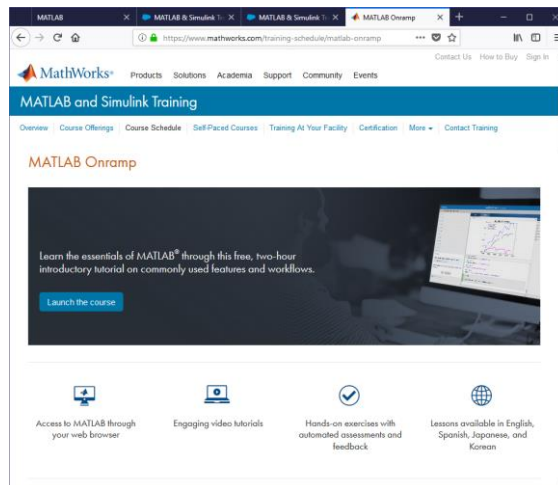 MATLAB
MATLAB & Simulink
MATLAB & Simulink
MATLAB Onramp
https://www.mathworks.com/training-schedule/matlab-onramp
Contact Us How to Buy Sign In
MathWorks®
Products Solutions Academia Support Community Events
MATLAB and Simulink Training
Overview Course Offerings Course Schedule Self-Paced Courses Training At Your Facility Certification More Contact Training
MATLAB Onramp
Learn the essentials of MATLAB® through this free, two-hour
introductory tutorial on commonly used features and workflows.
Launch the course
Access to MATLAB through
your web browser
Engaging video tutorials
Hands-on exercises with
automated assessments and
feedback
Lessons available in English,
Spanish, Japanese, and
Korean